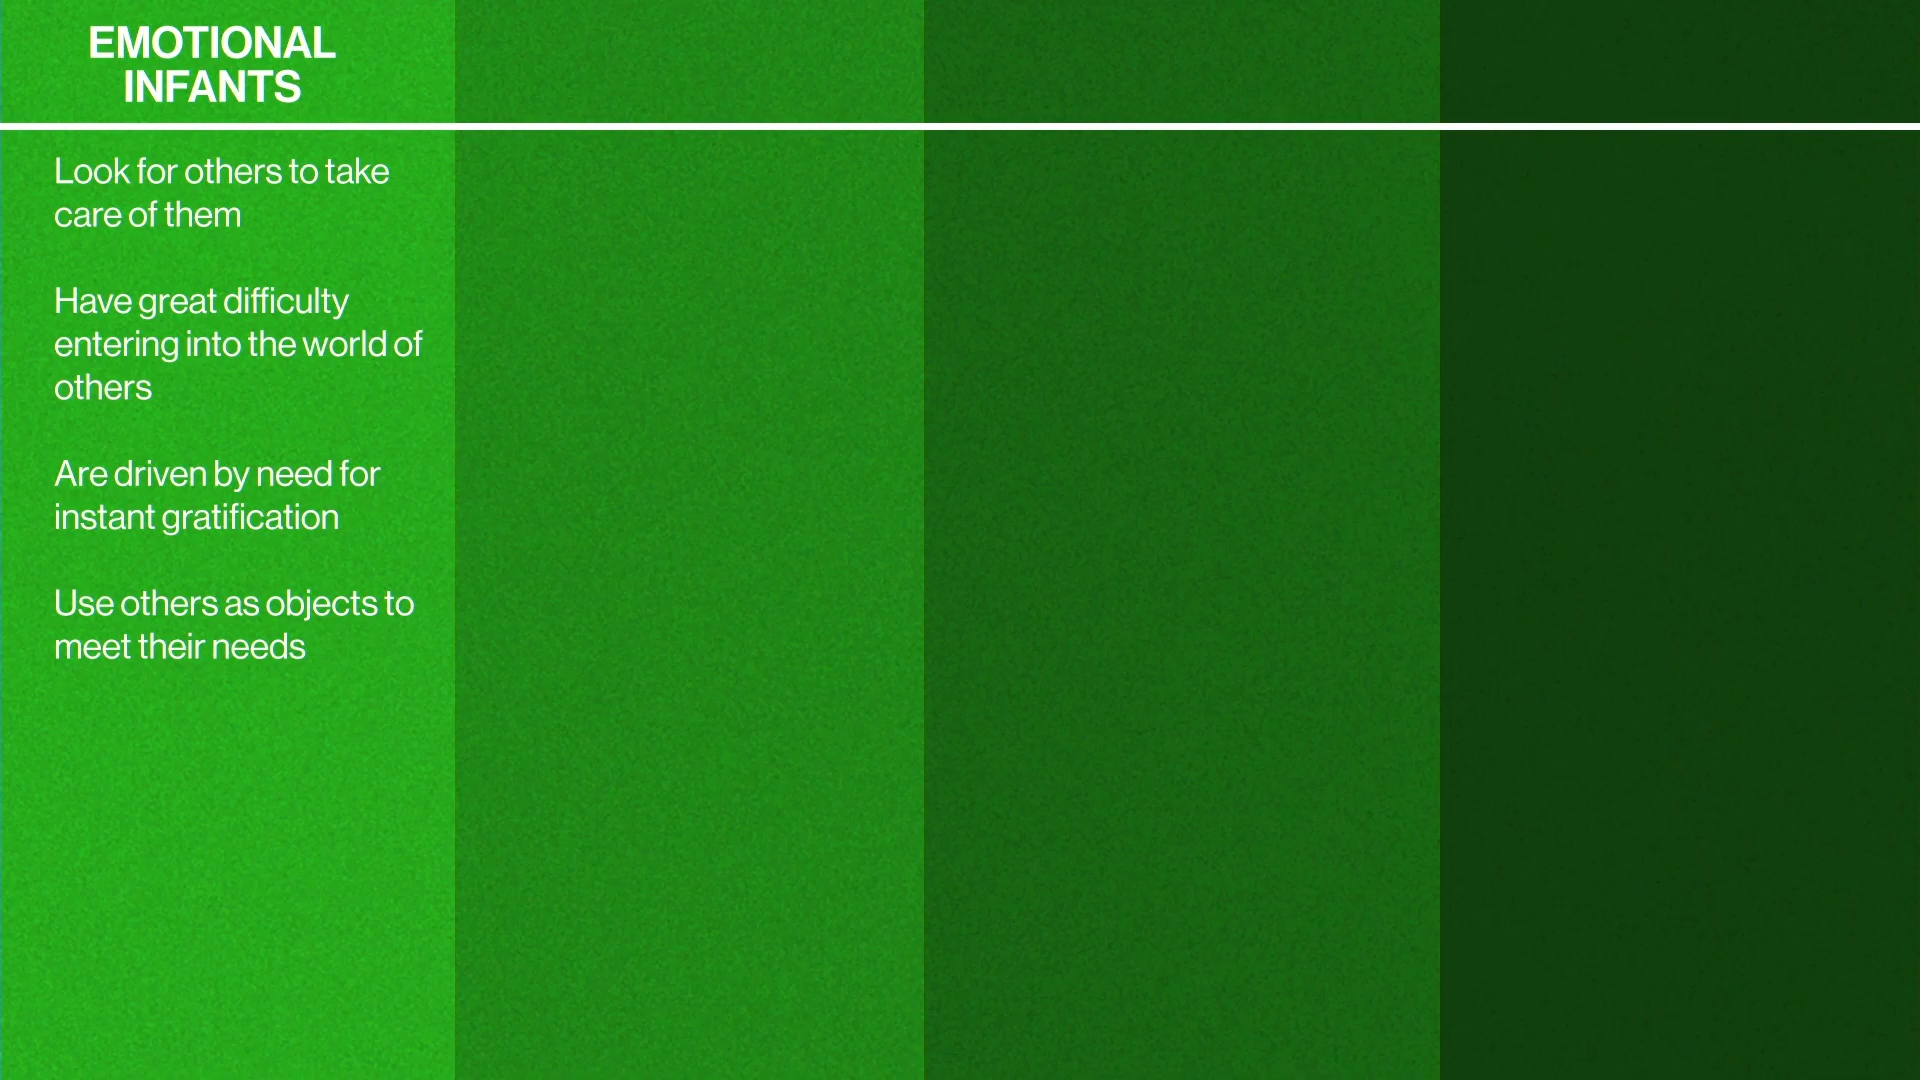 EMOTIONAL
INFANTS
Look for others to take
care of them
Have great difficulty
entering into the world of
others
Are driven by need for
instant gratification
Use others as objects to
meet their needs